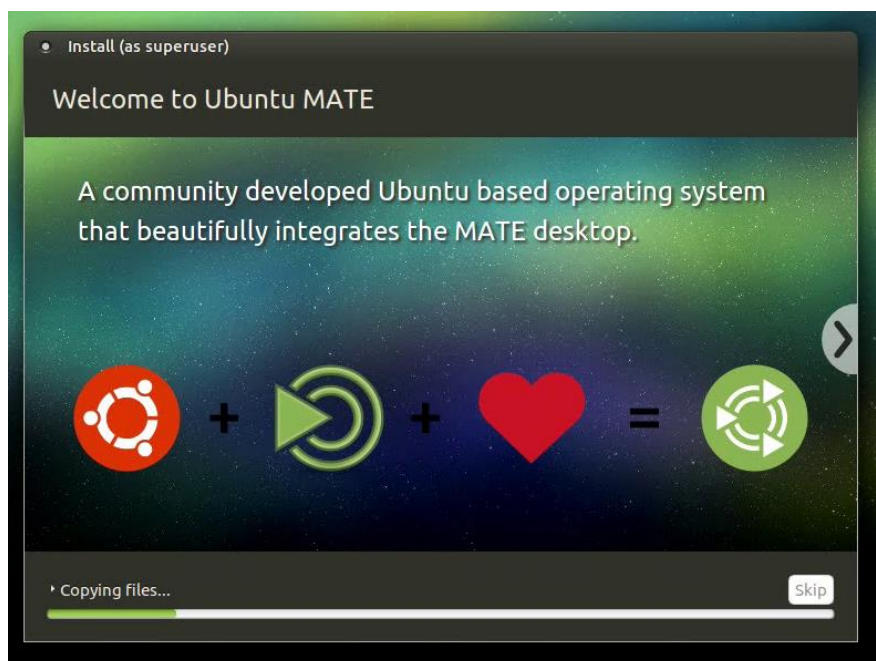 Install (as superuser)
Welcome to Ubuntu MATE
A community developed Ubuntu based operating system
that beautifully integrates the MATE desktop.
+ + =
Copying files...
Skip